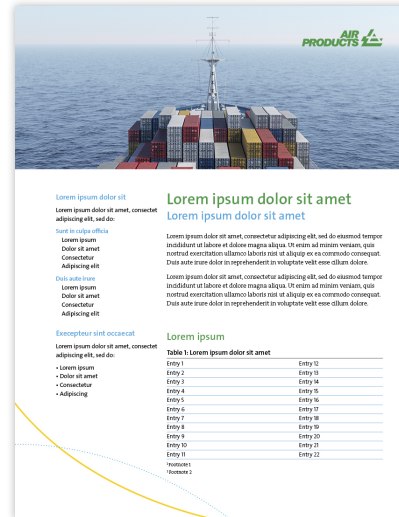 AIR
PRODUCTS
Lorem ipsum dolor sit
Lorem ipsum dolor sit amet, consectet
adipiscing elit, sed do:
Sunt in culpa officia
Lorem ipsum
Dolor sit amet
Consectetur
Adipiscing elit
Duis aute irure
Lorem ipsum
Dolor sit amet
Consectetur
Adipiscing elit
Execepteur sint occaecat
Lorem ipsum dolor sit amet, consectet
adipiscing elit, sed do:
• Lorem ipsum
• Dolor sit amet
• Consectetur
• Adipiscing
Lorem ipsum dolor sit amet
Lorem ipsum dolor sit amet
Lorem ipsum dolor sit amet, consectetur adipiscing elit, sed do eiusmod tempor
incididunt ut labore et dolore magna aliqua. Ut enim ad minim veniam, quis
nostrud exercitation ullamco laboris nisi ut aliquip ex ea commodo consequat.
Duis aute irure dolor in reprehenderit in voluptate velit esse cillum dolore.
Lorem ipsum dolor sit amet, consectetur adipiscing elit, sed do eiusmod tempor
incididunt ut labore et dolore magna aliqua. Ut enim ad minim veniam, quis
nostrud exercitation ullamco laboris nisi ut aliquip ex ea commodo consequat.
Duis aute irure dolor in reprehenderit in voluptate velit esse cillum dolore.
Lorem ipsum
Table 1: Lorem ipsum dolor sit amet
Entry 1 Entry 12
Entry 2 Entry 13
Entry 3 Entry 14
Entry 4 Entry 15
Entry 5 Entry 16
Entry 6 Entry 17
Entry 7 Entry 18
Entry 8 Entry 19
Entry 9 Entry 20
Entry 10 Entry 21
Entry 11 Entry 22
¹ Footnote 1
² Footnote 2